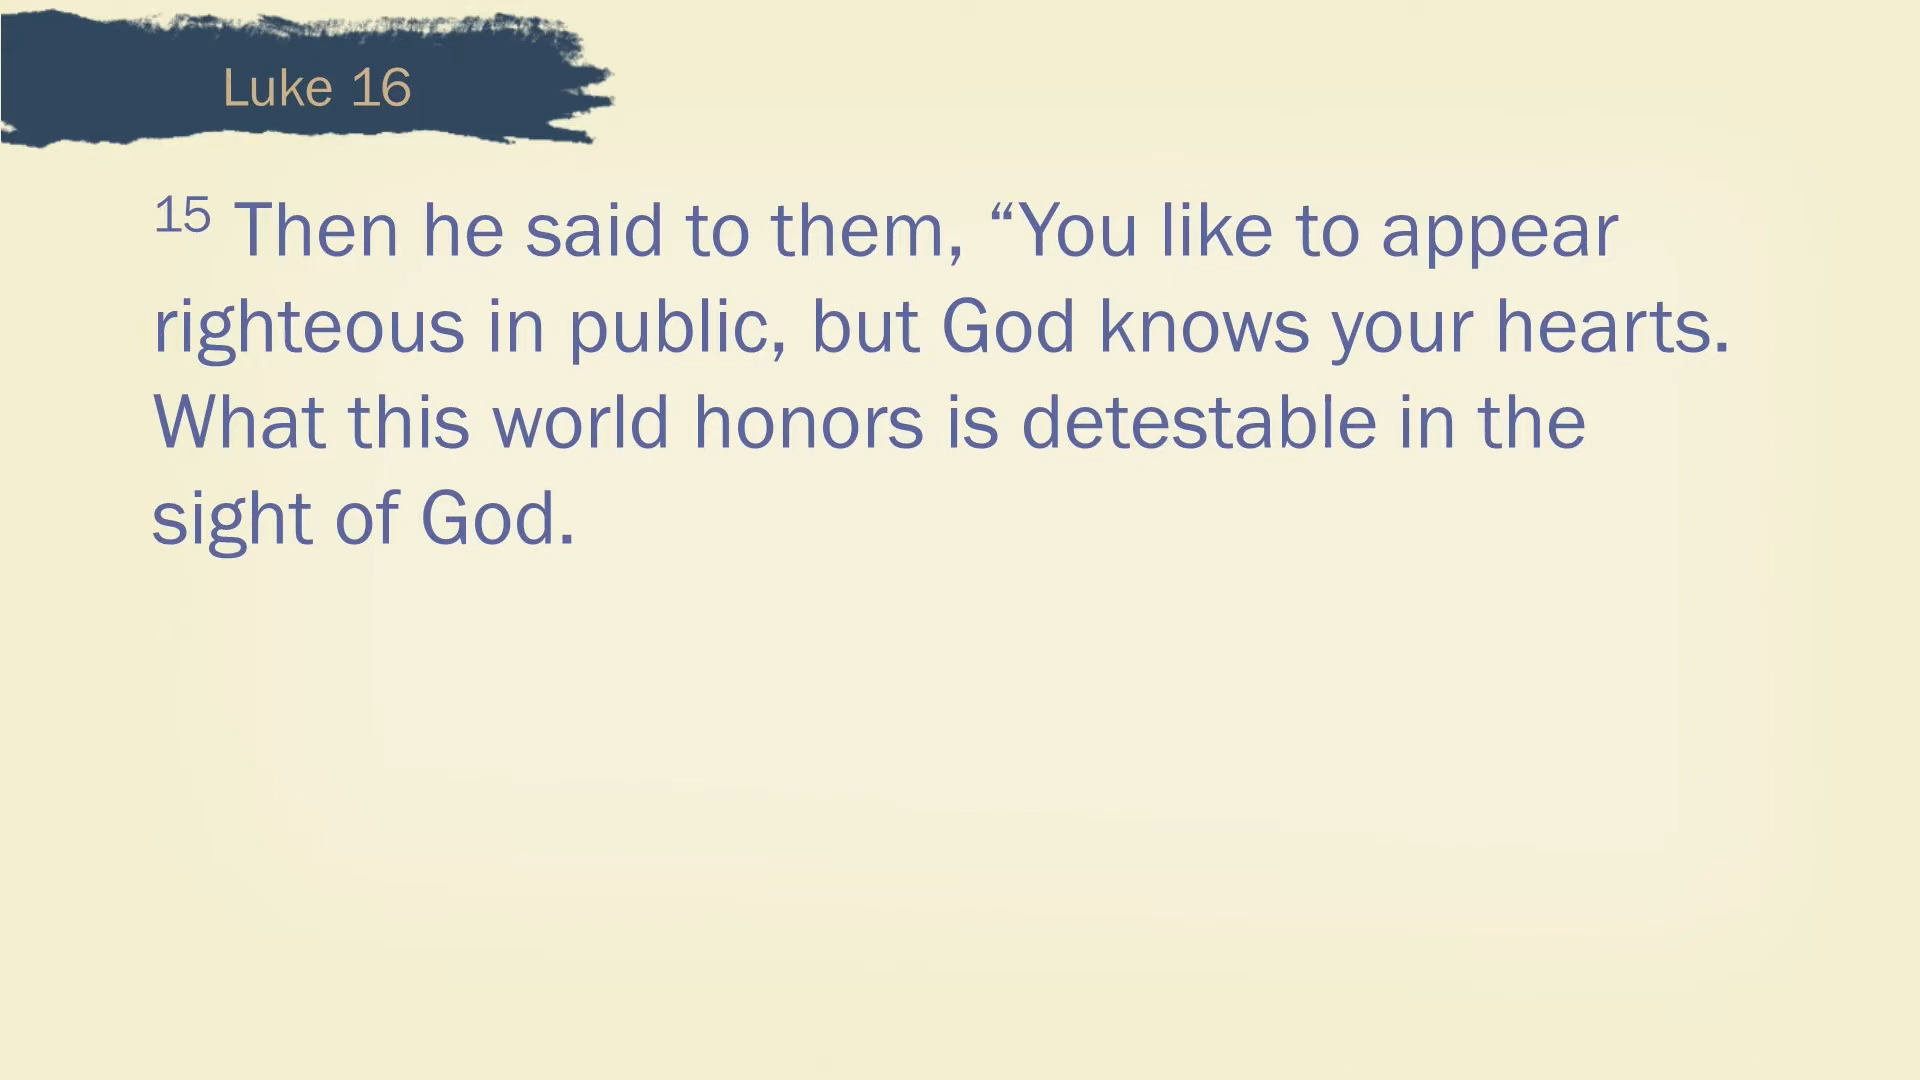 Luke 16
15 Then he said to them, “You like to appear
righteous in public, but God knows your hearts.
What this world honors is detestable in the
sight of God.